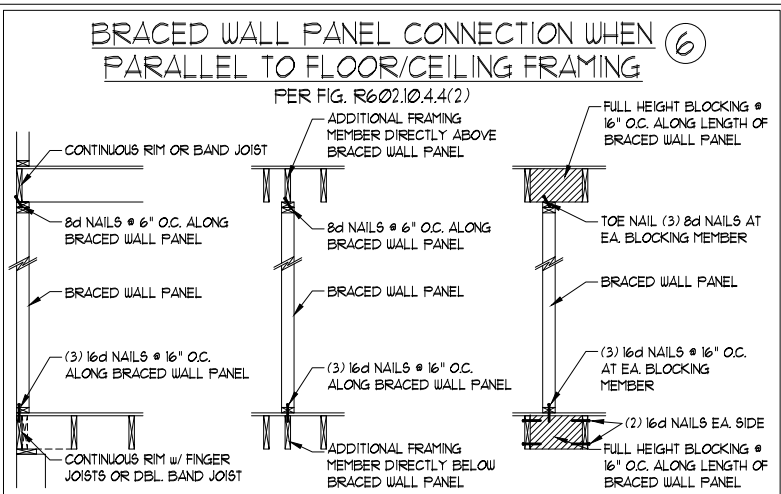 BRACED WALL PANEL CONNECTION WHEN
PARALLEL TO FLOOR/CEILING FRAMING
6
PER FIG. R602.10.4.4(2)
CONTINUOUS RIM OR BAND JOIST
8d NAILS @ 6" O.C. ALONG
BRACED WALL PANEL
BRACED WALL PANEL
(3) 16d NAILS @ 16" O.C.
ALONG BRACED WALL PANEL
CONTINUOUS RIM w/ FINGER
JOISTS OR DBL. BAND JOIST
ADDITIONAL FRAMING
MEMBER DIRECTLY ABOVE
BRACED WALL PANEL
8d NAILS @ 6" O.C. ALONG
BRACED WALL PANEL
BRACED WALL PANEL
(3) 16d NAILS @ 16" O.C.
ALONG BRACED WALL PANEL
ADDITIONAL FRAMING
MEMBER DIRECTLY BELOW
BRACED WALL PANEL
FULL HEIGHT BLOCKING @
16" O.C. ALONG LENGTH OF
BRACED WALL PANEL
TOE NAIL (3) 8d NAILS AT
EA. BLOCKING MEMBER
BRACED WALL PANEL
(3) 16d NAILS @ 16" O.C.
AT EA. BLOCKING
MEMBER
(2) 16d NAILS EA. SIDE
FULL HEIGHT BLOCKING @
16" O.C. ALONG LENGTH OF
BRACED WALL PANEL